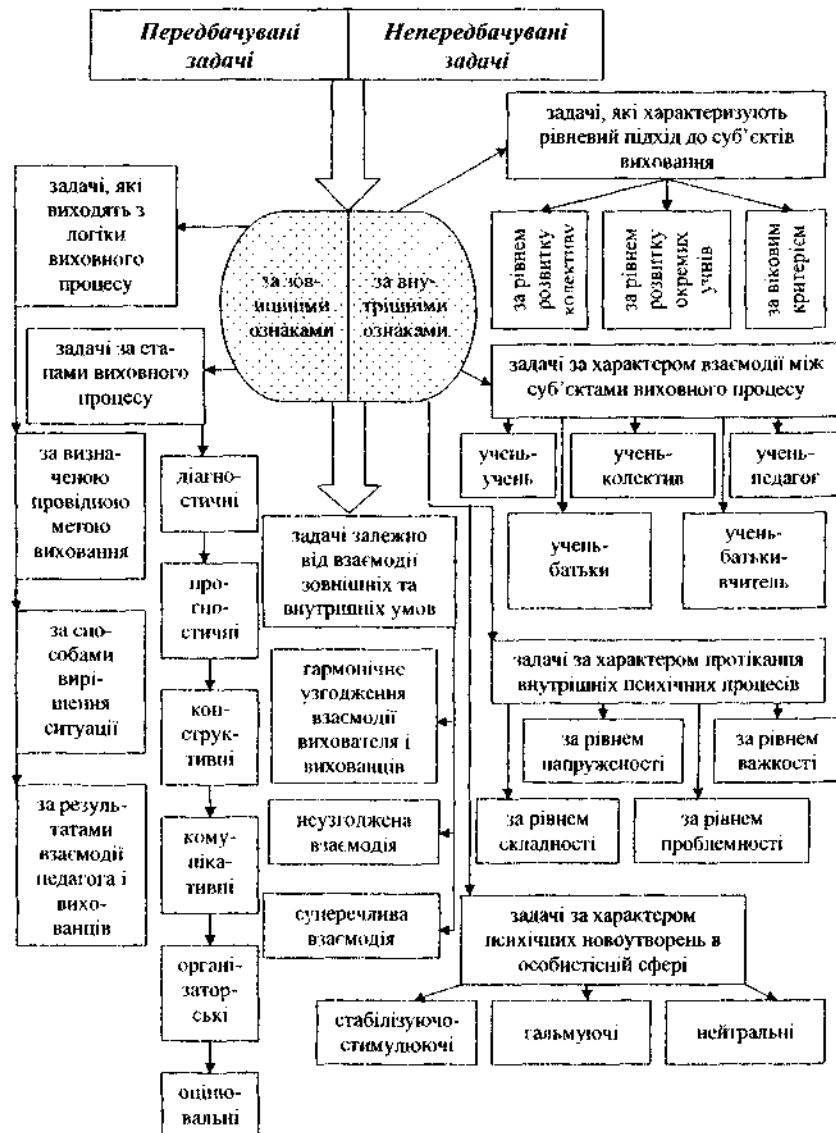 Передбачувані
задачі
Непередбачувані
задачі
задачі, які характеризують
рівневий підхід до суб’єктів
виховання
задачі, які
виходять з
логіки
виховного
процесу
за рівнем
розвитку
колективу
за рівнем
розвитку
окремих
учнів
за віковим
критерієм
за зов-
нішніми
ознаками
за вну-
трішніми
ознаками
задачі за ета-
пами виховного
процесу
задачі за характером взаємодії між
суб’єктами виховного процесу
учень-
учень
учень-
колектив
учень-
педагог
учень-
батьки
учень-
батьки-
вчитель
за визна-
ченою
провідною
метою
виховання
діагно-
стичні
задачі залежно
від взаємодії
зовнішніх та
внутрішніх умов
про-
гно-
стичні
за спо-
собами
вирі-
шення
ситуації
задачі за характером протікання
внутрішніх психічних процесів
гармонічне
узгодження
взаємодії
вихователя і
вихованців
кон-
струк-
тивні
за рівнем
напруженості
за рівнем
важкості
за рівнем
складності
за рівнем
проблемності
за резуль-
татами
взаємодії
педагога і
вихо-
ванців
неузгоджена
взаємодія
кому-
ніка-
тивні
суперечлива
взаємодія
задачі за характером
психічних новоутворень в
особистісній сфері
органі-
затор-
ські
стабілізуючо-
стимулюючі
гальмуючі
нейтральні
оціню-
вальні